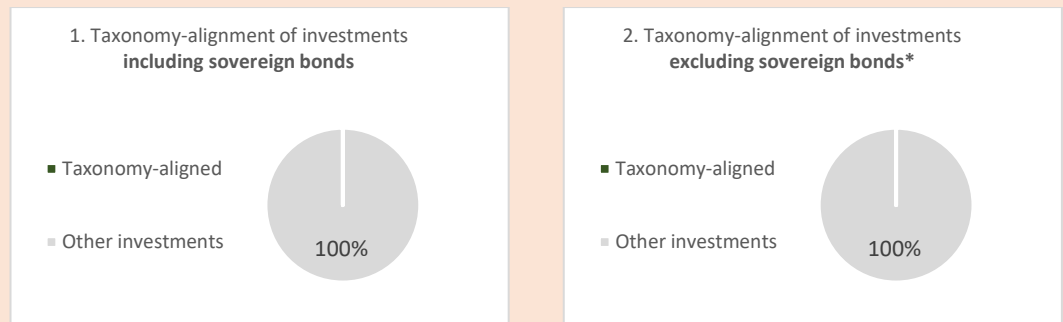 1. Taxonomy-alignment of investments
including sovereign bonds
Taxonomy-aligned
Other investments
100%
2. Taxonomy-alignment of investments
excluding sovereign bonds*
Taxonomy-aligned
Other investments
100%